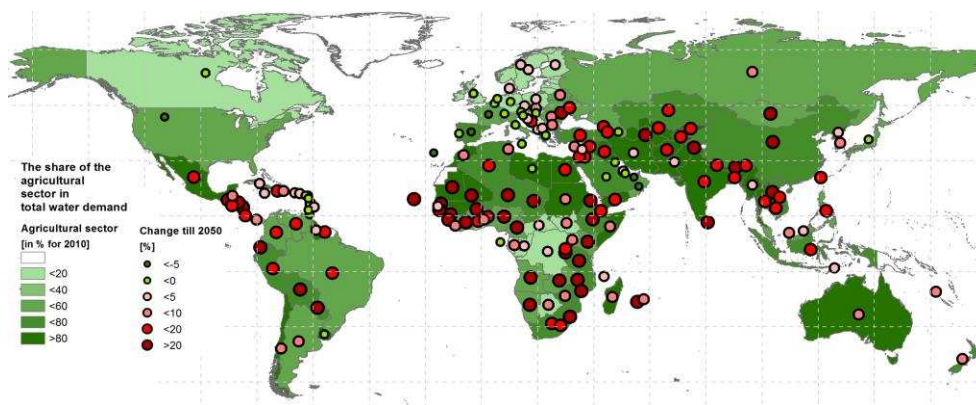 The share of the
agricultural
sector in
total water demand
Agricultural sector
[in % for 2010]
<20
<40
<60
<80
>80
Change till 2050
[%]
<-5
<0
<5
<10
<20
>20